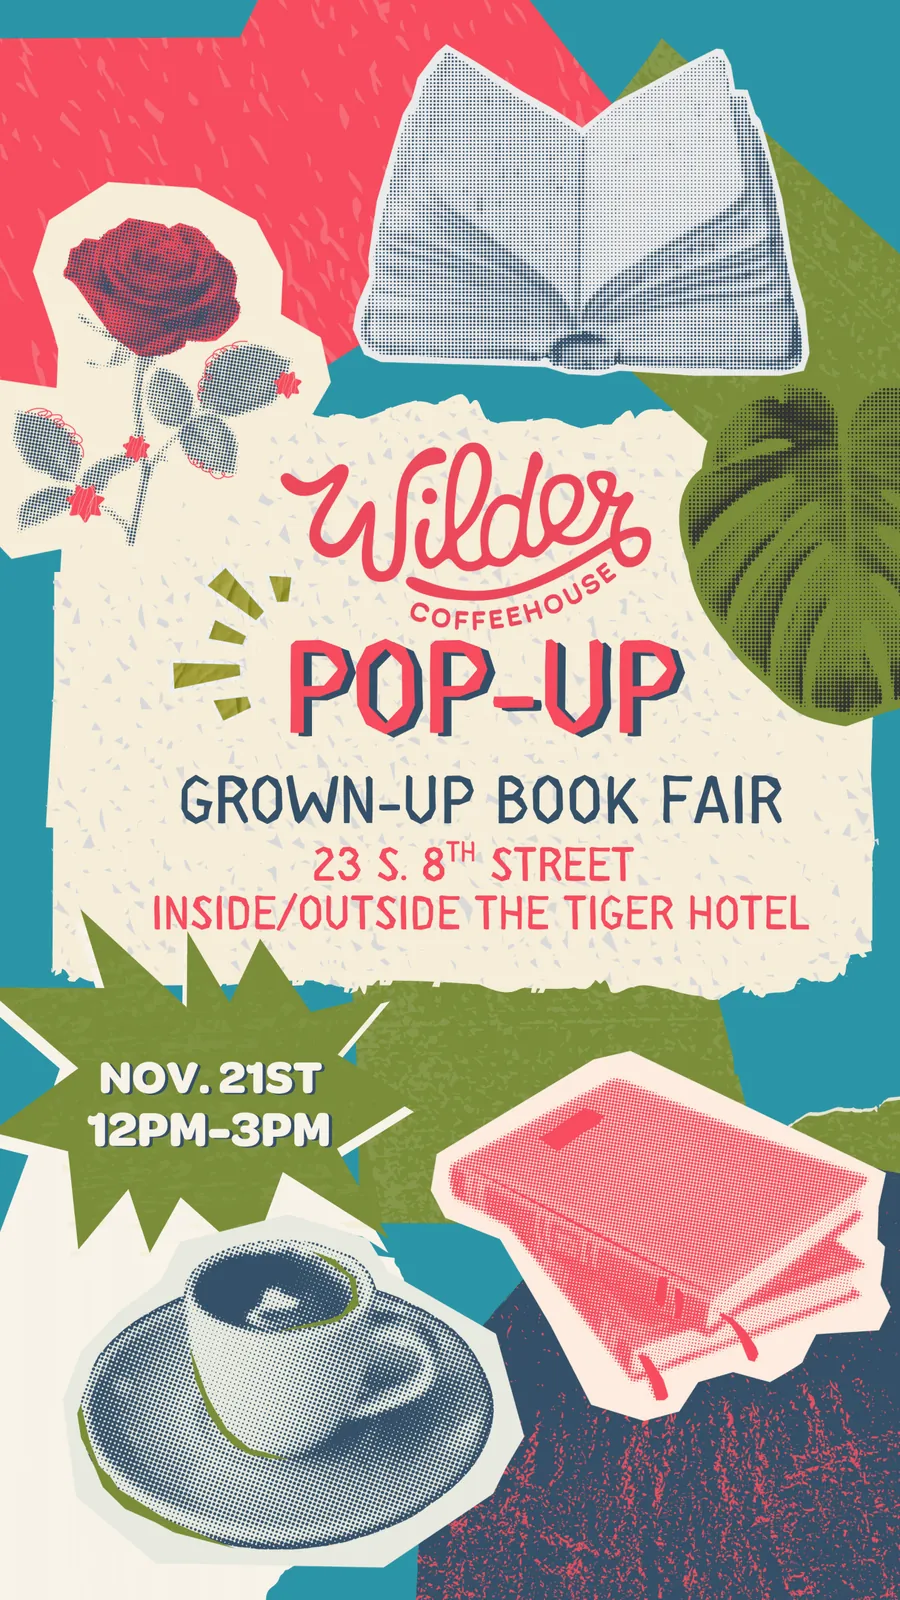 Wilder
COFFEEHOUSE
POP-UP
GROWN-UP BOOK FAIR
23 S. 8TH STREET
INSIDE/OUTSIDE THE TIGER HOTEL
NOV. 21ST
12PM-3PM